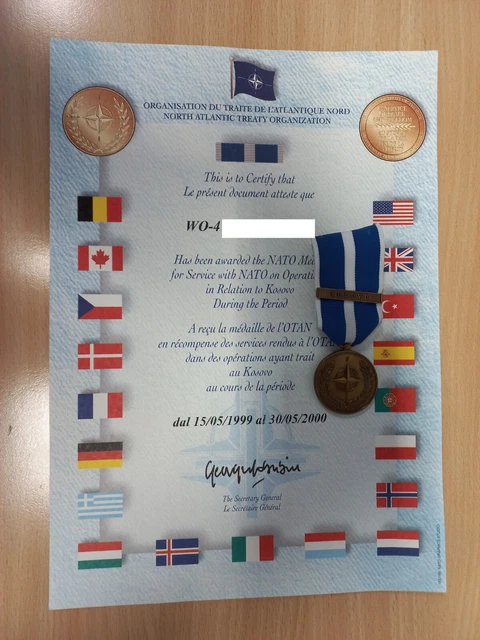 ORGANISATION DU TRAITE DE L'ATLANTIQUE NORD
NORTH ATLANTIC TREATY ORGANIZATION
This is to Certify that
Le présent document atteste que
WO-4
Has been awarded the NATO Me
for Service with NATO on Operati
in Relation to Kosovo
During the Period
A reçu la médaille de l'OTAN
en récompense des services rendus à l'OTA
dans des opérations ayant trait
au Kosovo
au cours de la période
dal 15/05/1999 al 30/05/2000
The Secretary General
Le Secrétaire Général